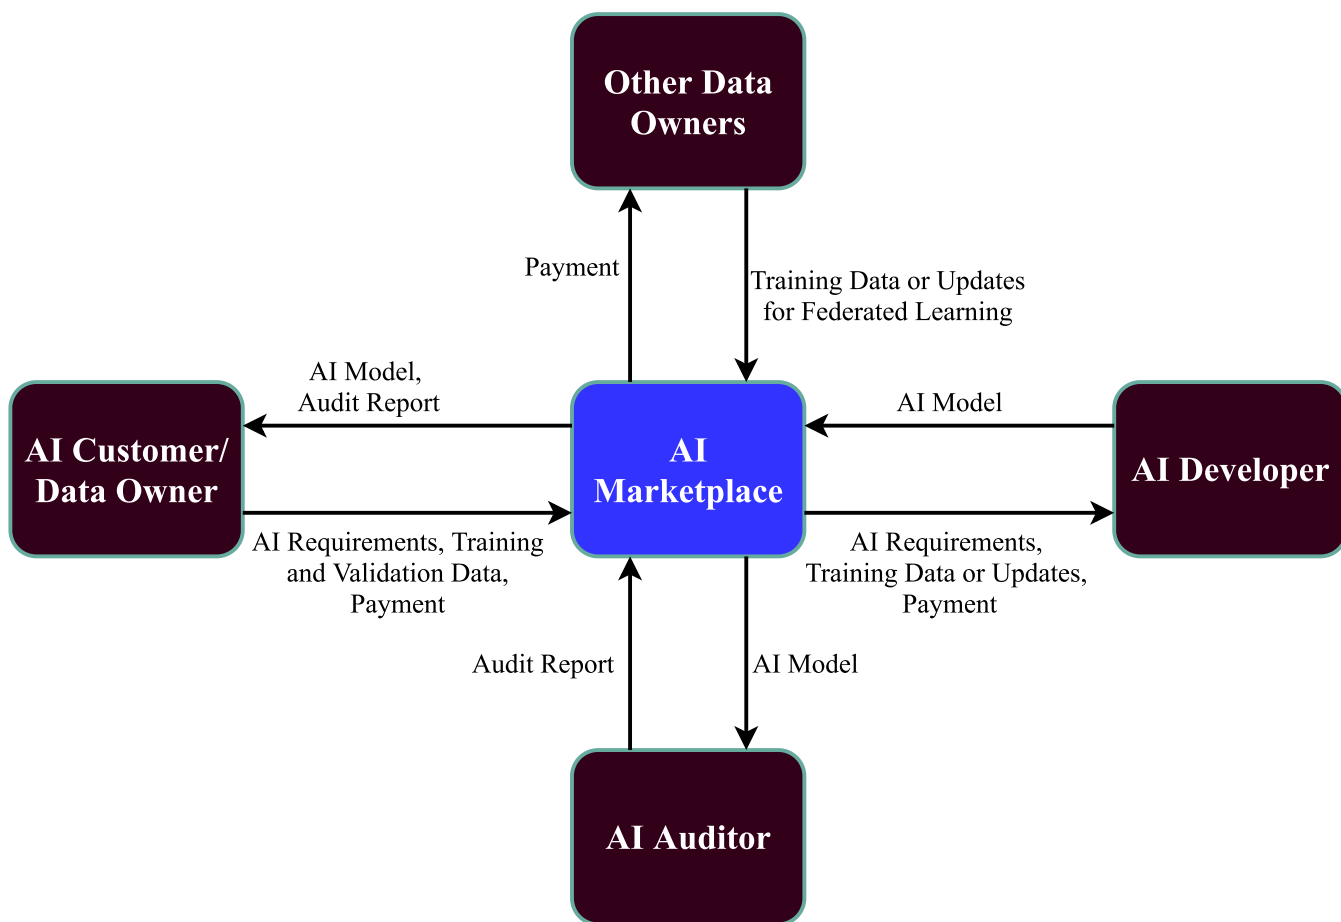 Other Data
Owners
Payment
Training Data or Updates
for Federated Learning
AI Model,
Audit Report
AI Model
AI Customer/
Data Owner
AI
Marketplace
AI Developer
AI Requirements, Training
and Validation Data,
Payment
AI Requirements,
Training Data or Updates,
Payment
Audit Report
AI Model
AI Auditor